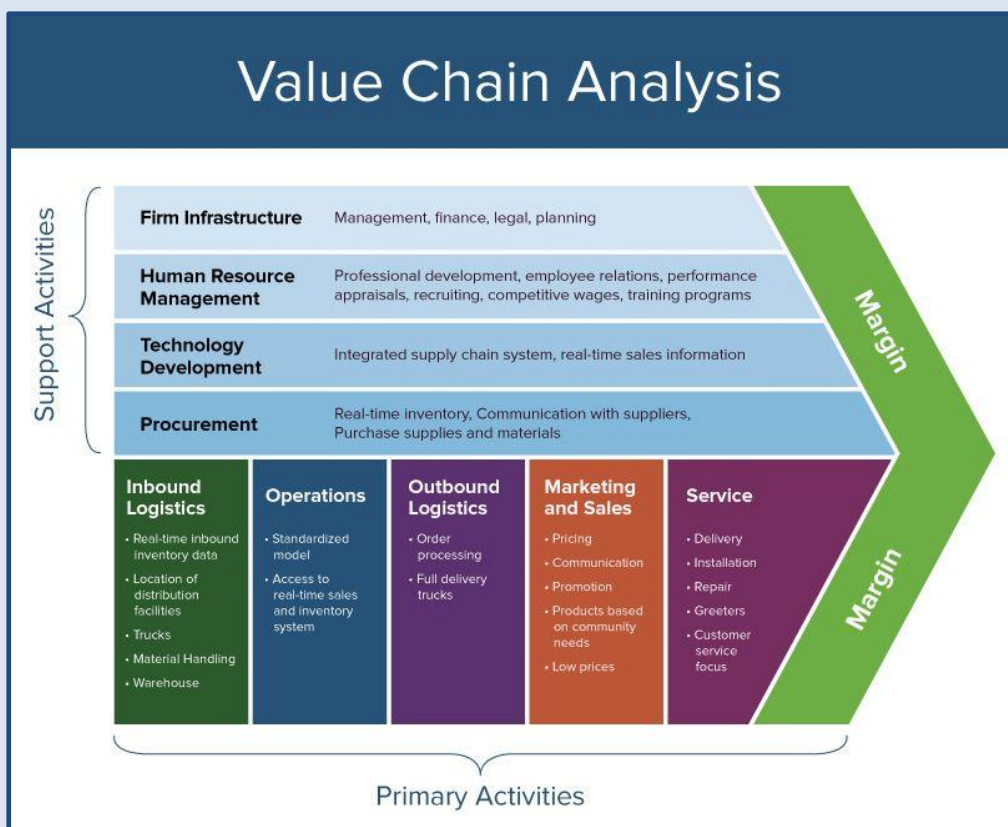 Value Chain Analysis
Support Activities
Firm Infrastructure
Management, finance, legal, planning
Human Resource
Management
Professional development, employee relations, performance
appraisals, recruiting, competitive wages, training programs
Technology
Development
Integrated supply chain system, real-time sales information
Procurement
Real-time inventory, Communication with suppliers,
Purchase supplies and materials
Margin
Margin
Inbound
Logistics
• Real-time inbound
inventory data
• Location of
distribution
facilities
• Trucks
• Material Handling
• Warehouse
Operations
• Standardized
model
• Access to
real-time sales
and inventory
system
Outbound
Logistics
• Order
processing
• Full delivery
trucks
Marketing
and Sales
• Pricing
• Communication
• Promotion
• Products based
on community
needs
• Low prices
Service
• Delivery
• Installation
• Repair
• Greeters
• Customer
service
focus
Primary Activities